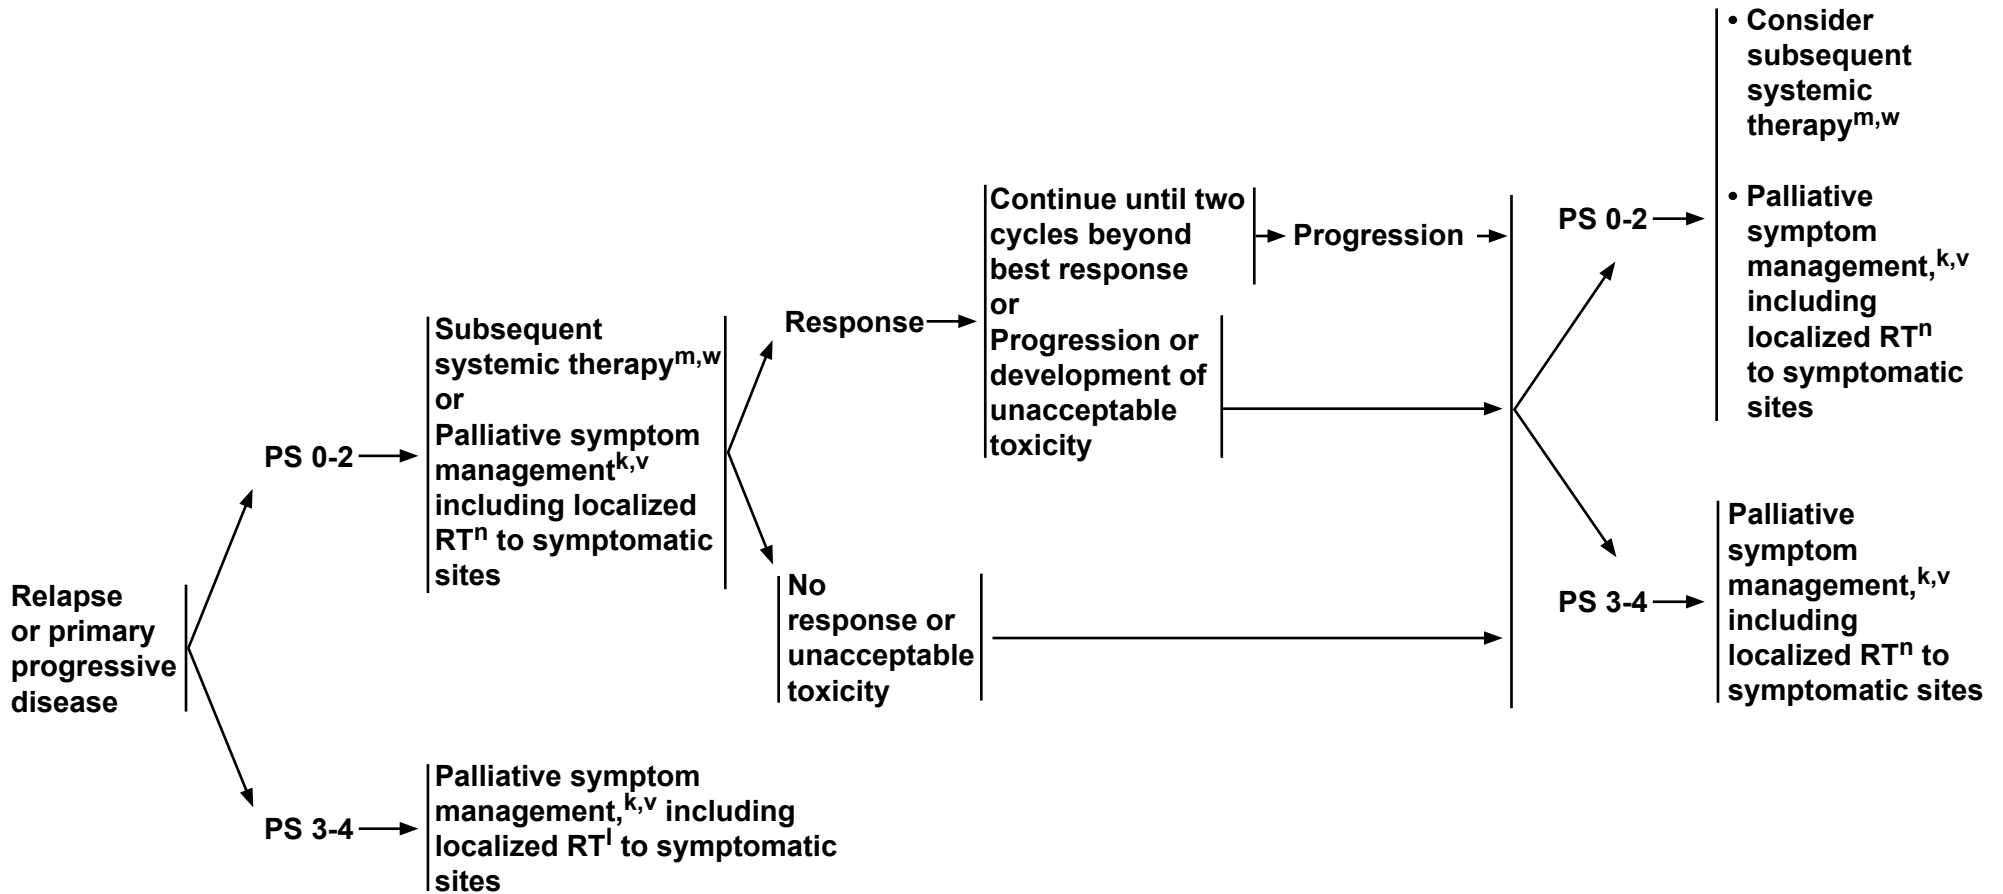 Relapse
or primary
progressive
disease
PS 0-2
Subsequent
systemic therapym,w
or
Palliative symptom
managementk,v
including localized
RTn to symptomatic
sites
PS 3-4
Palliative symptom
management,k,v including
localized RTl to symptomatic
sites
Response
Continue until two
cycles beyond
best response
or
Progression or
development of
unacceptable
toxicity
Progression
No
response or
unacceptable
toxicity
PS 0-2
• Consider
subsequent
systemic
therapym,w
• Palliative
symptom
management,k,v
including
localized RTn
to symptomatic
sites
PS 3-4
Palliative
symptom
management,k,v
including
localized RTn to
symptomatic sites